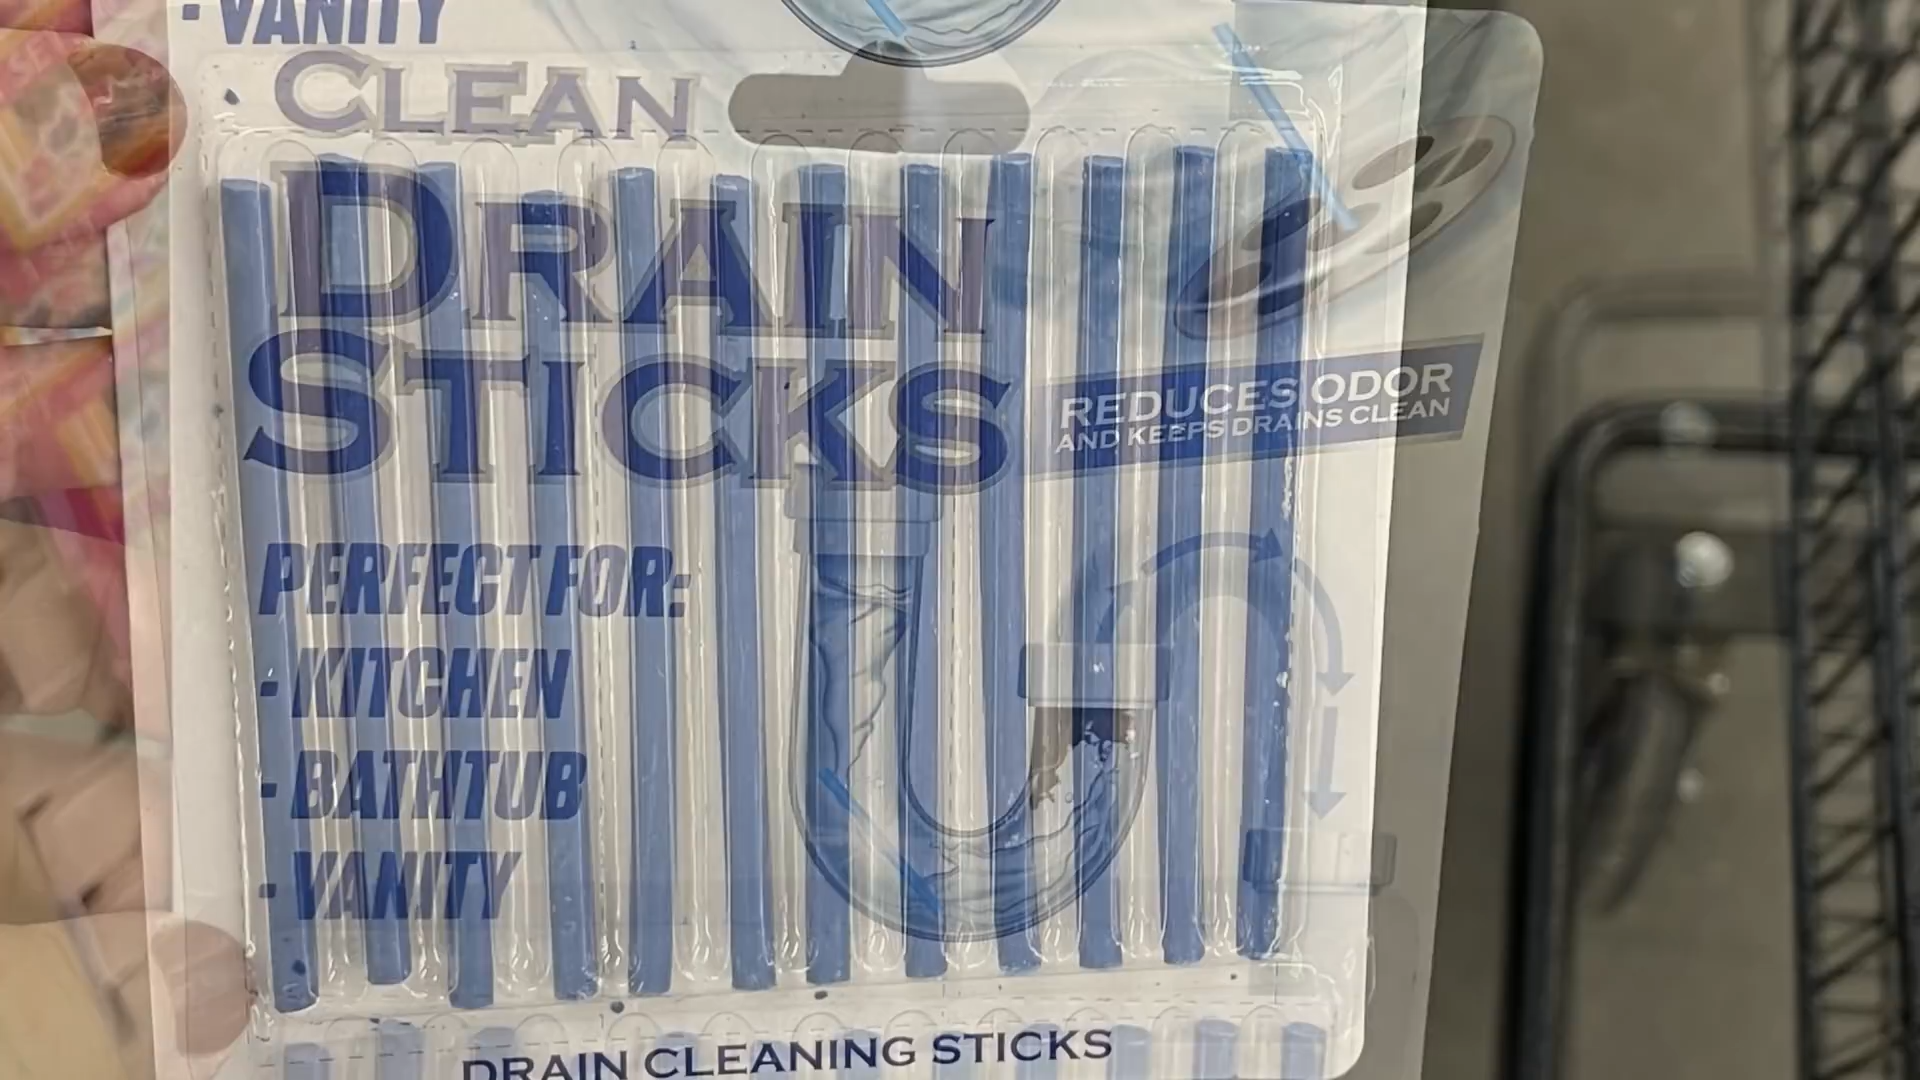 - VANITY
CLEAN
DRAIN
STICKS
REDUCES ODOR
AND KEEPS DRAINS CLEAN
PERFECT FOR:
- KITCHEN
- BATHTUB
- VANITY
DRAIN CLEANING STICKS